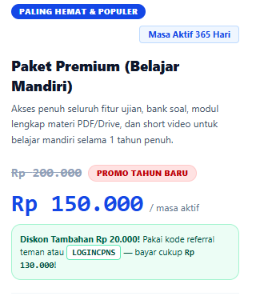 PALING HEMAT & POPULER
Masa Aktif 365 Hari
Paket Premium (Belajar
Mandiri)
Akses penuh seluruh fitur ujian, bank soal, modul
lengkap materi PDF/Drive, dan short video untuk
belajar mandiri selama 1 tahun penuh.
Rp 200.000 PROMO TAHUN BARU
Rp 150.000 / masa aktif
Diskon Tambahan Rp 20.000! Pakai kode referral
teman atau LOGINCPNS — bayar cukup Rp
130.000!